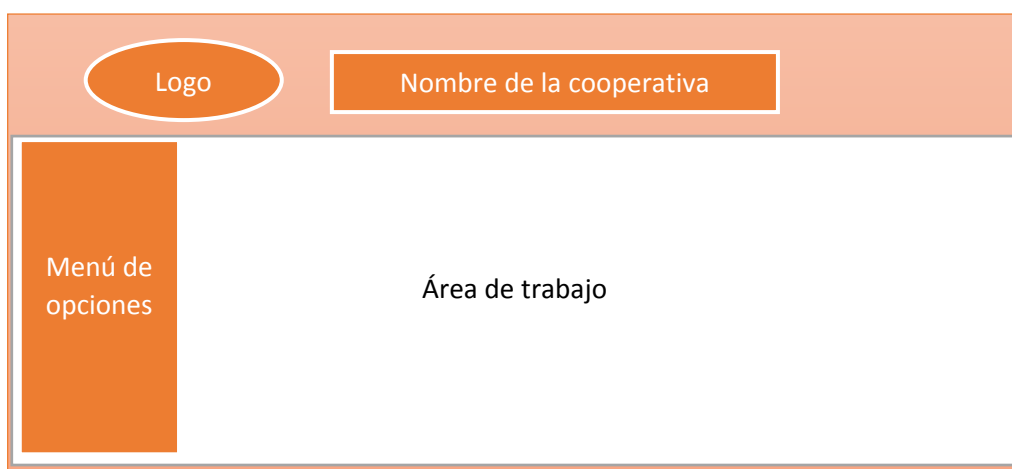 Logo
Nombre de la cooperativa
Menú de
opciones
Área de trabajo